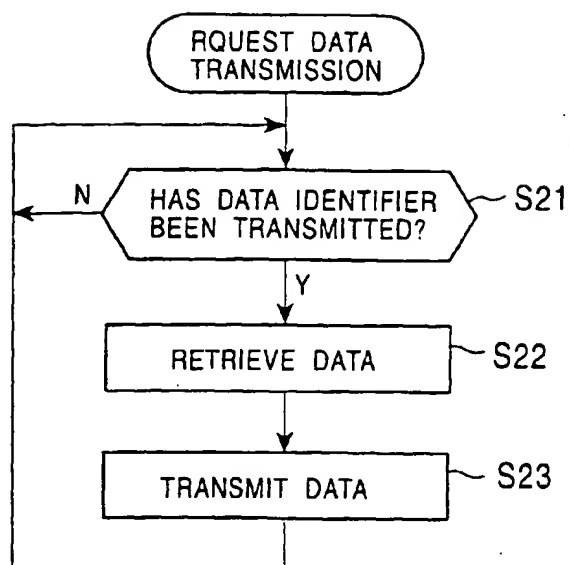 RQUEST DATA
TRANSMISSION
N
HAS DATA IDENTIFIER
BEEN TRANSMITTED?
S21
Y
RETRIEVE DATA
S22
TRANSMIT DATA
S23